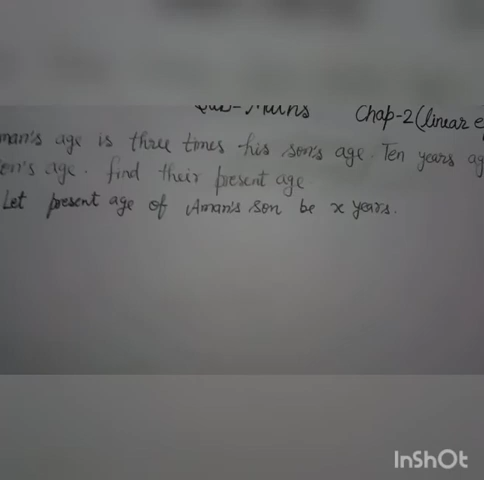 Chap-2(linear e
man's age is three times his son's age. Ten years ag
son's age. find their present age
Let present age of Aman's son be x years.
InShOt